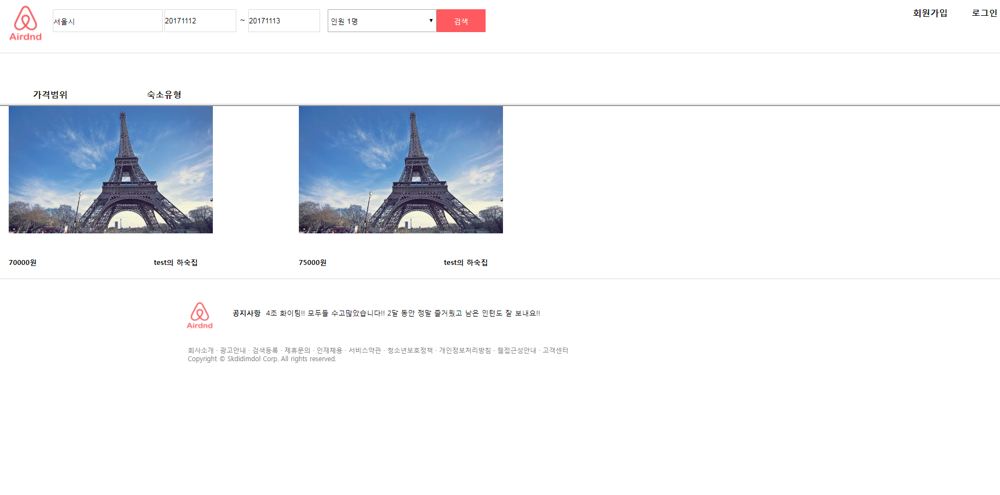 Airdnd
서울시 20171112 ~ 20171113 인원 1명 검색 회원가입 로그인
가격범위 숙소유형
70000원 test의 하숙집 75000원 test의 하숙집
Airdnd
공지사항 4조 화이팅!! 모두들 수고많았습니다!! 2달 동안 정말 즐거웠고 남은 인턴도 잘 보내요!!
회사소개 · 광고안내 · 검색등록 · 제휴문의 · 인재채용 · 서비스약관 · 청소년보호정책 · 개인정보처리방침 · 웹접근성안내 · 고객센터
Copyright © Skdidimdol Corp. All rights reserved.